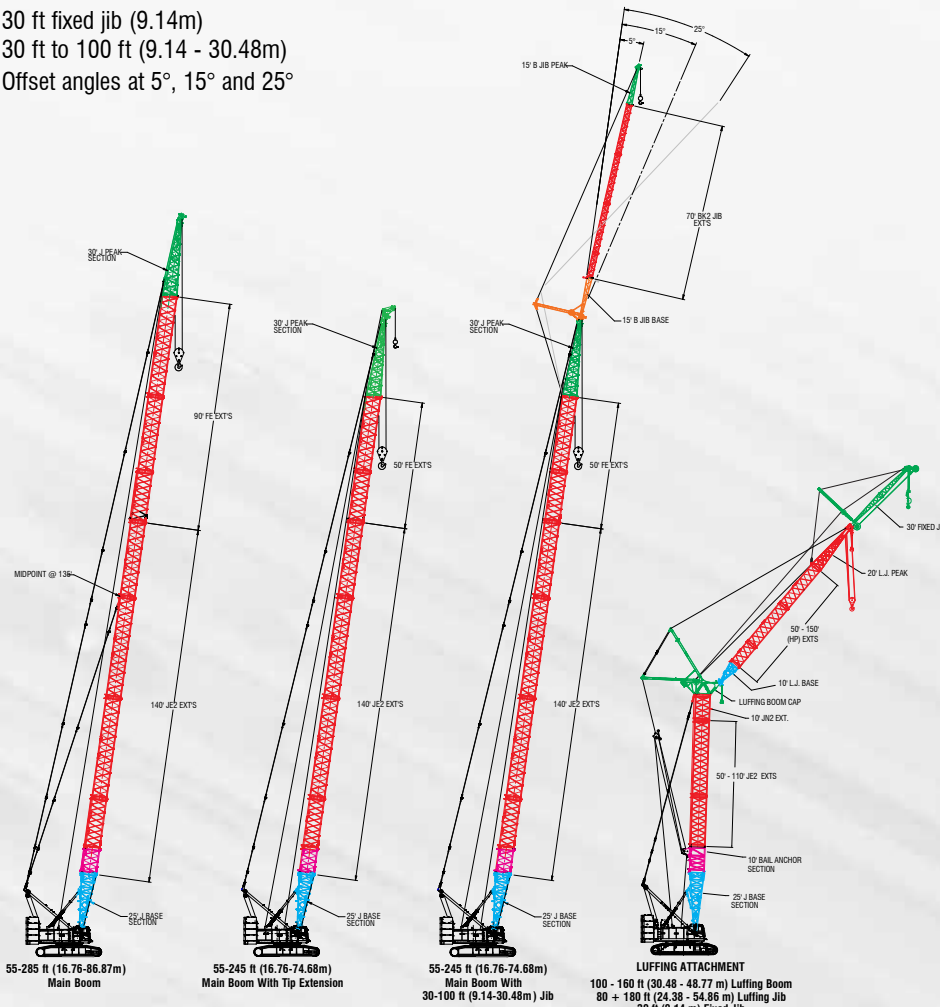 30 ft fixed jib (9.14m)
30 ft to 100 ft (9.14 - 30.48m)
Offset angles at 5°, 15° and 25°
25°
15°
5°
15' B JIB PEAK
70' BK2 JIB
EXT'S
15' B JIB BASE
30' J PEAK
SECTION
90' FE EXT'S
MIDPOINT @ 135'
140' JE2 EXT'S
25' J BASE
SECTION
55-285 ft (16.76-86.87m)
Main Boom
30' J PEAK
SECTION
50' FE EXT'S
140' JE2 EXT'S
25' J BASE
SECTION
55-245 ft (16.76-74.68m)
Main Boom With Tip Extension
30' J PEAK
SECTION
50' FE EXT'S
140' JE2 EXT'S
25' J BASE
SECTION
55-245 ft (16.76-74.68m)
Main Boom With
30-100 ft (9.14-30.48m) Jib
30' FIXED
20' L.J. PEAK
50' - 150'
(HP) EXTS
10' L.J. BASE
LUFFING BOOM CAP
10' JN2 EXT.
50' - 110' JE2 EXTS
10' BAIL ANCHOR
SECTION
25' J BASE
SECTION
LUFFING ATTACHMENT
100 - 160 ft (30.48 - 48.77 m) Luffing Boom
80 + 180 ft (24.38 - 54.86 m) Luffing Jib
30 ft (9.14 m) Fixed Jib